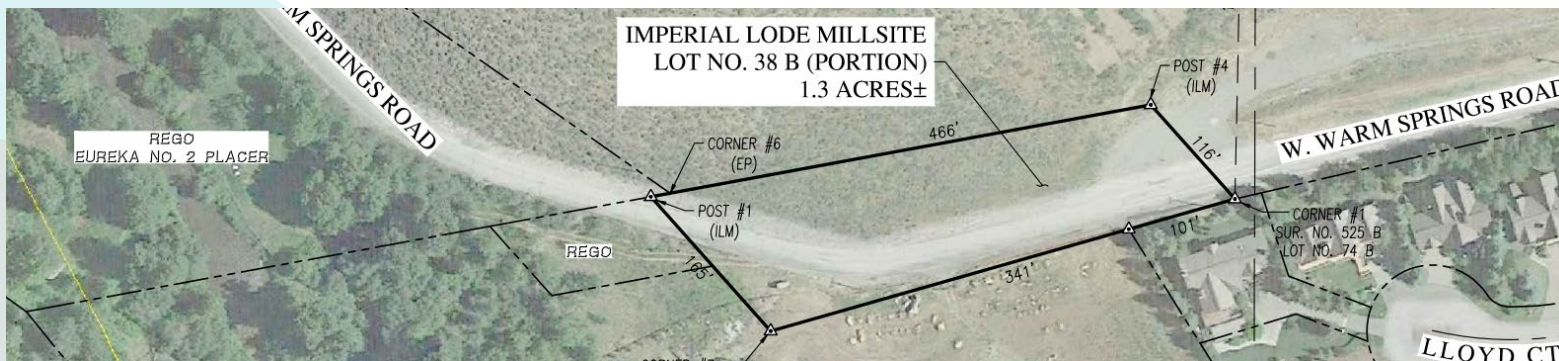 M SPRINGS ROAD
IMPERIAL LODE MILLSITE
LOT NO. 38 B (PORTION)
1.3 ACRES±
POST #4
(ILM)
REGO
EUREKA NO. 2 PLACER
CORNER #6
(EP)
466'
116'
W. WARM SPRINGS ROAD
POST #1
(ILM)
REGO
165'
341'
101'
CORNER #1
SUR. NO. 525 B
LOT NO. 74 B
LLOYD CT